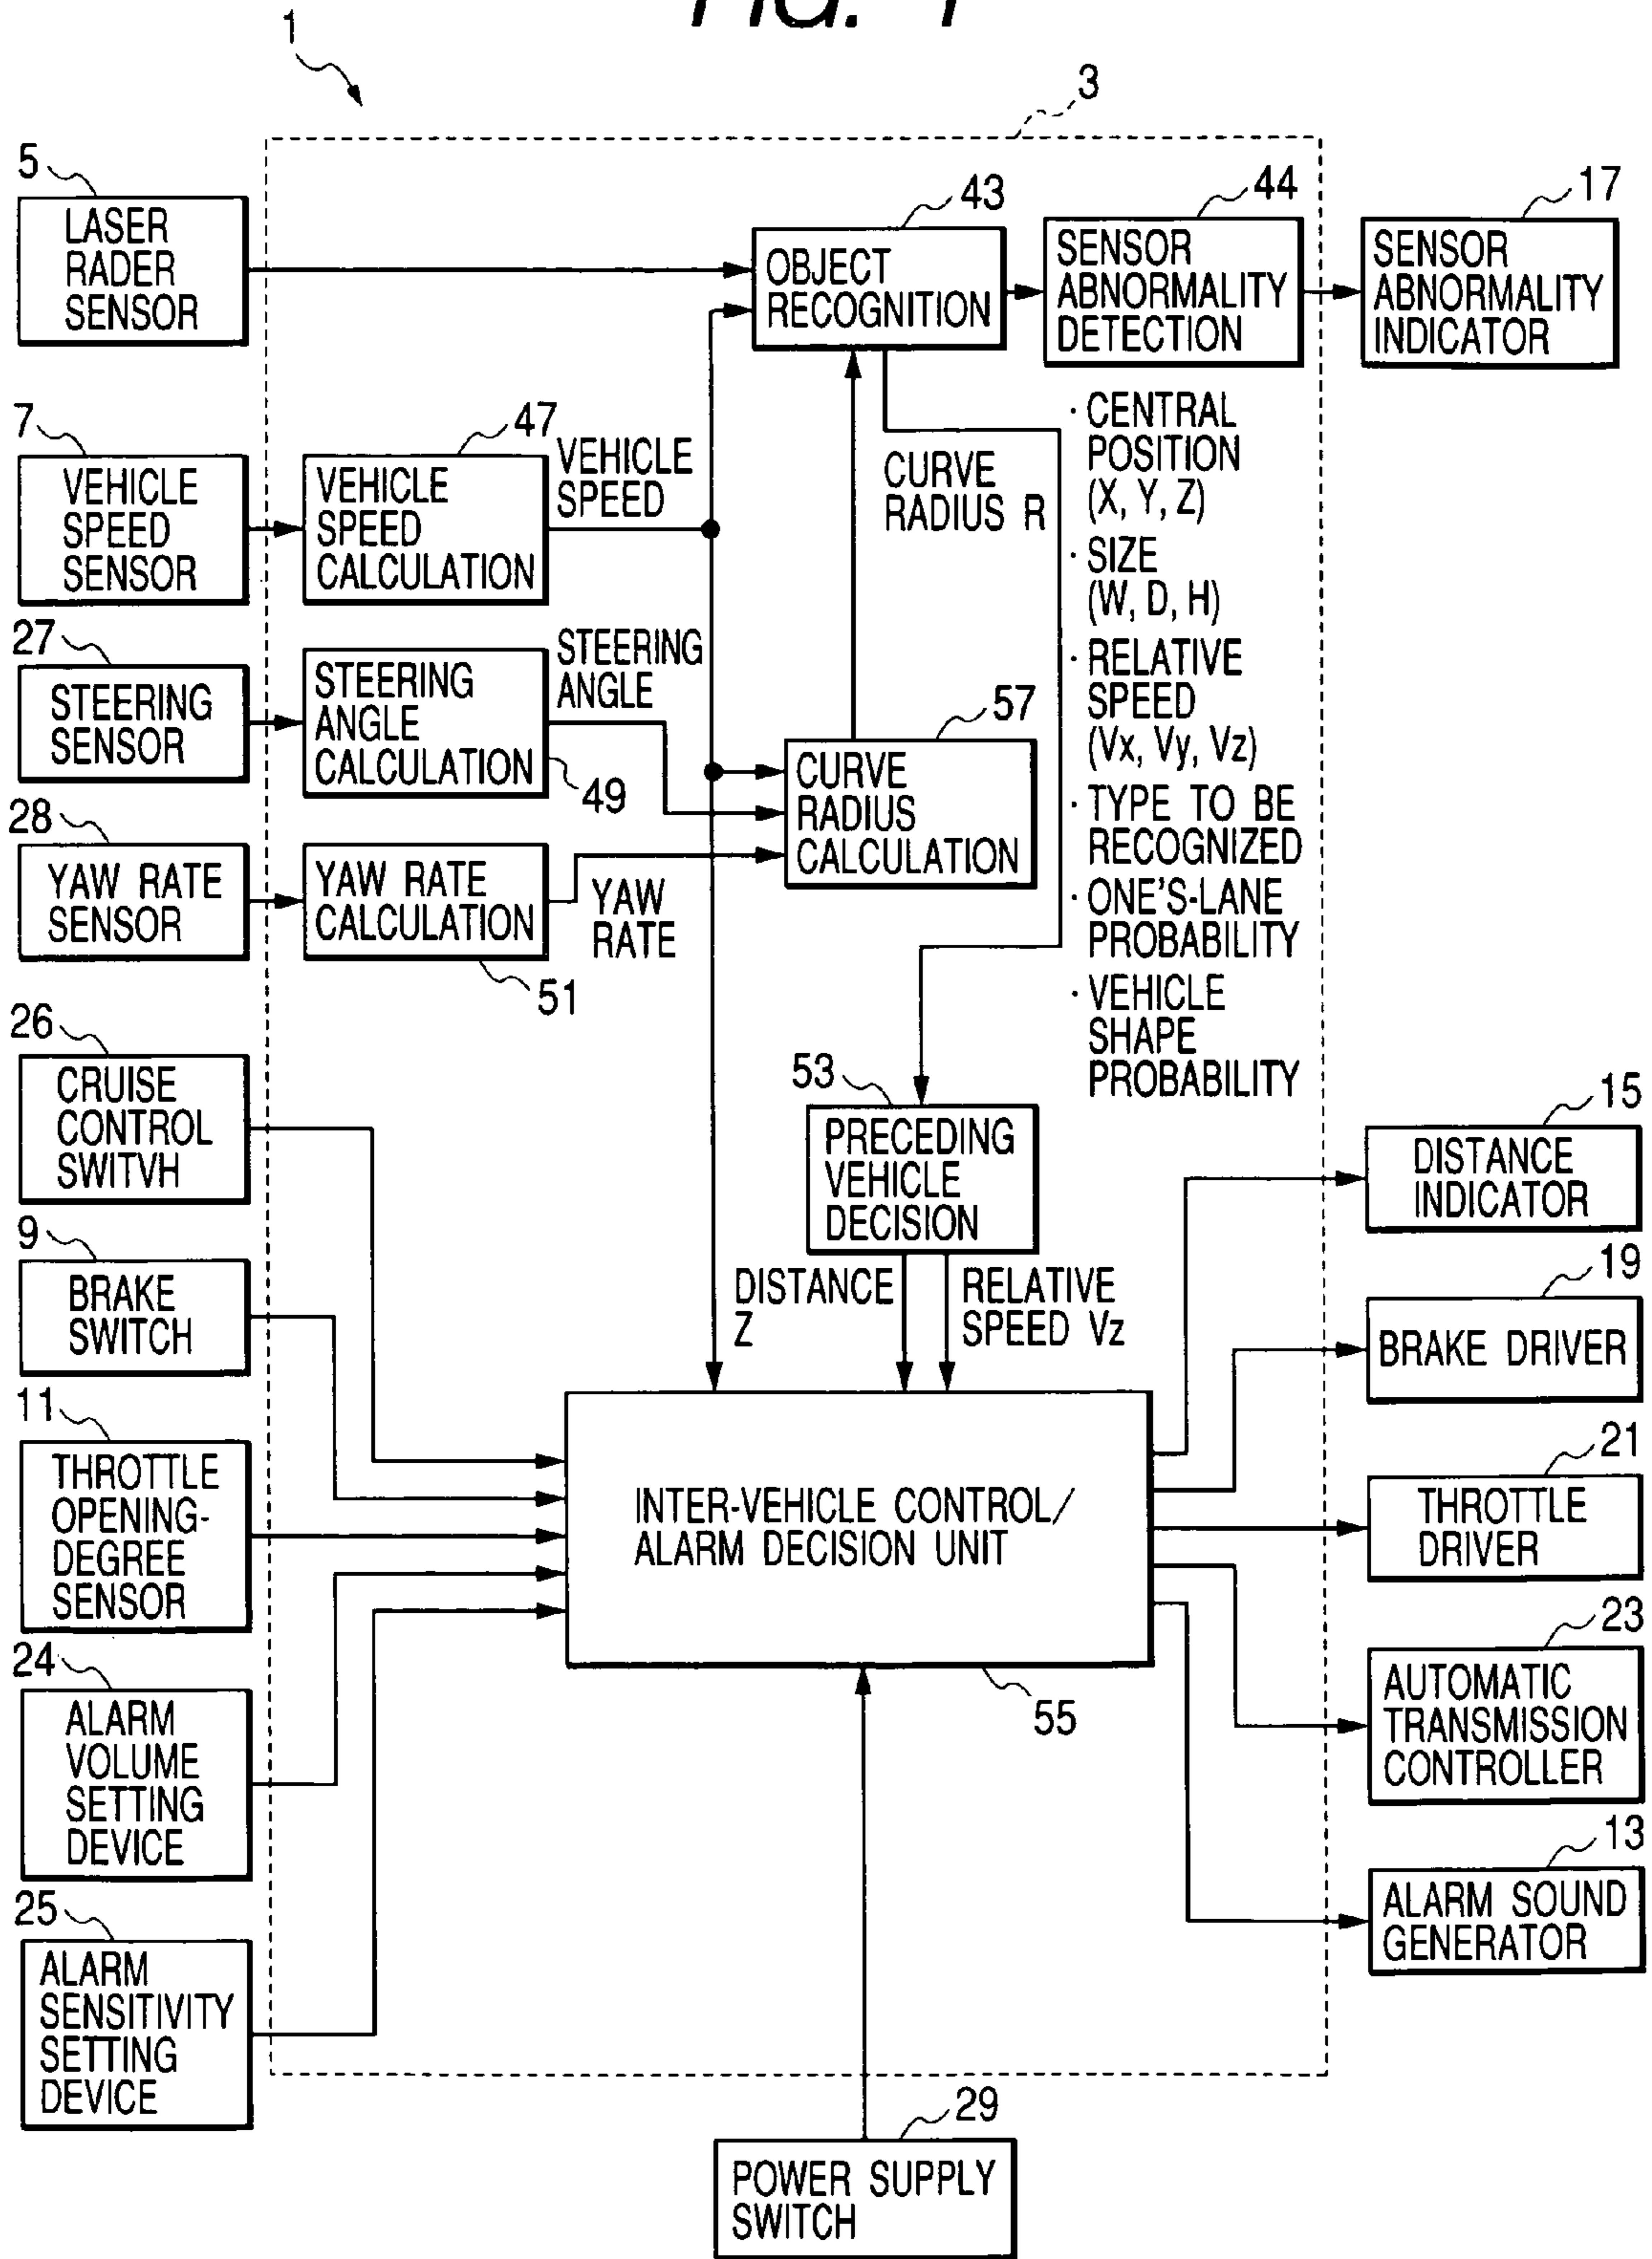 FIG. 1
1
3
5
LASER
RADER
SENSOR
43
OBJECT
RECOGNITION
44
SENSOR
ABNORMALITY
DETECTION
17
SENSOR
ABNORMALITY
INDICATOR
7
VEHICLE
SPEED
SENSOR
47
VEHICLE
SPEED
CALCULATION
VEHICLE
SPEED
CURVE
RADIUS R
· CENTRAL
POSITION
(X, Y, Z)
· SIZE
(W, D, H)
· RELATIVE
SPEED
(Vx, Vy, Vz)
· TYPE TO BE
RECOGNIZED
· ONE'S-LANE
PROBABILITY
· VEHICLE
SHAPE
PROBABILITY
27
STEERING
SENSOR
STEERING
ANGLE
CALCULATION
49
STEERING
ANGLE
57
CURVE
RADIUS
CALCULATION
28
YAW RATE
SENSOR
YAW RATE
CALCULATION
51
YAW
RATE
26
CRUISE
CONTROL
SWITVH
53
PRECEDING
VEHICLE
DECISION
DISTANCE
Z
RELATIVE
SPEED Vz
15
DISTANCE
INDICATOR
9
BRAKE
SWITCH
19
BRAKE DRIVER
11
THROTTLE
OPENING-
DEGREE
SENSOR
INTER-VEHICLE CONTROL/
ALARM DECISION UNIT
55
21
THROTTLE
DRIVER
24
ALARM
VOLUME
SETTING
DEVICE
23
AUTOMATIC
TRANSMISSION
CONTROLLER
25
ALARM
SENSITIVITY
SETTING
DEVICE
13
ALARM SOUND
GENERATOR
29
POWER SUPPLY
SWITCH